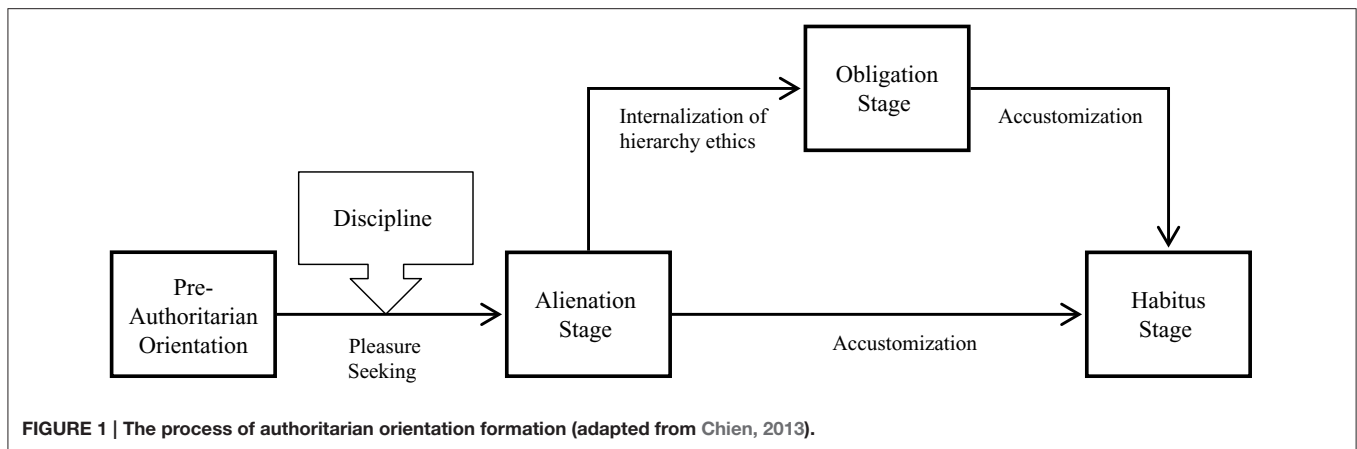 Obligation
Stage
Internalization of
hierarchy ethics
Accustomization
Discipline
Pre-
Authoritarian
Orientation
Pleasure
Seeking
Alienation
Stage
Accustomization
Habitus
Stage
FIGURE 1 | The process of authoritarian orientation formation (adapted from Chien, 2013).